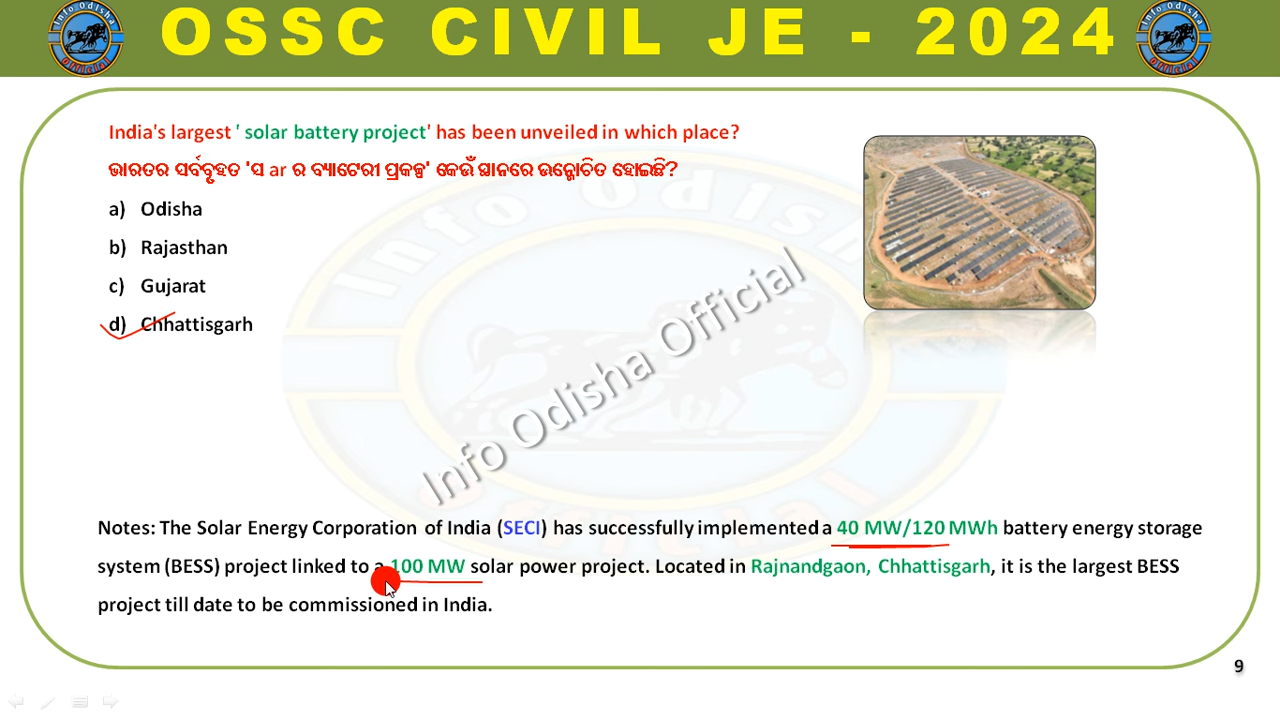 OSSC CIVIL JE - 2024
India's largest ' solar battery project' has been unveiled in which place?
ଭାରତର ସର୍ବବୃହତ 'ସ ar ର ବ୍ୟାଟେରୀ ପ୍ରକଳ୍ପ' କେଉଁ ସ୍ଥାନରେ ଉନ୍ମୋଚିତ ହୋଇଛି?
a) Odisha
b) Rajasthan
c) Gujarat
d) Chhattisgarh
Info Odisha Official
Notes: The Solar Energy Corporation of India (SECI) has successfully implemented a 40 MW/120 MWh battery energy storage
system (BESS) project linked to a 100 MW solar power project. Located in Rajnandgaon, Chhattisgarh, it is the largest BESS
project till date to be commissioned in India.
9